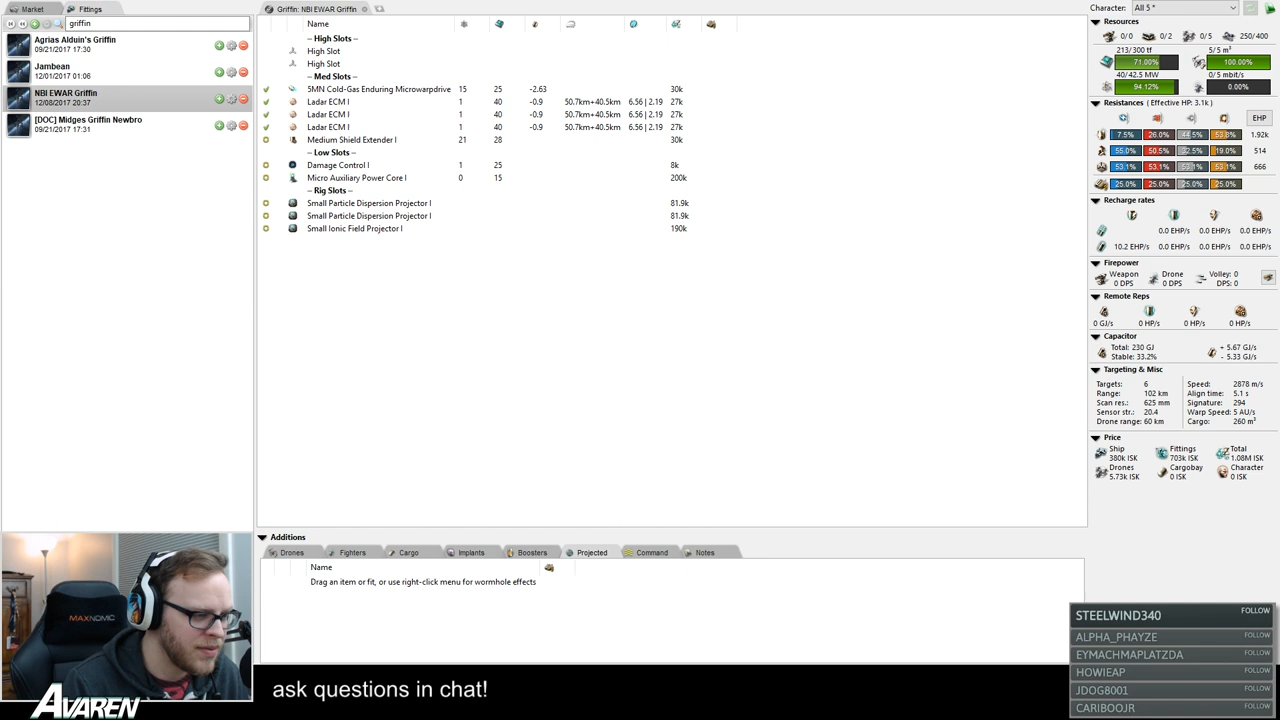 Market
Fittings
griffin
Agrias Alduin's Griffin
09/21/2017 17:30
Jambean
12/01/2017 01:06
NBI EWAR Griffin
12/08/2017 20:37
[DOC] Midges Griffin Newbro
09/21/2017 17:31
Griffin: NBI EWAR Griffin
Name
-- High Slots --
High Slot
High Slot
-- Med Slots --
5MN Cold-Gas Enduring Microwarpdrive 15 25 -2.63 30k
Ladar ECM I 1 40 -0.9 50.7km+40.5km 6.56 | 2.19 27k
Ladar ECM I 1 40 -0.9 50.7km+40.5km 6.56 | 2.19 27k
Ladar ECM I 1 40 -0.9 50.7km+40.5km 6.56 | 2.19 27k
Medium Shield Extender I 21 28 30k
-- Low Slots --
Damage Control I 1 25 8k
Micro Auxiliary Power Core I 0 15 200k
-- Rig Slots --
Small Particle Dispersion Projector I 81.9k
Small Particle Dispersion Projector I 81.9k
Small Ionic Field Projector I 190k
Additions
Drones Fighters Cargo Implants Boosters Projected Command Notes
Name
Drag an item or fit, or use right-click menu for wormhole effects
Character: All 5 *
Resources
0/0 0/2 0/5 250/400
213/300 tf 5/5 m³
71.00% 100.00%
40/42.5 MW 0/5 mbit/s
94.12% 0.00%
Resistances ( Effective HP: 3.1k )
EHP
7.5% 26.0% 44.5% 53.8% 1.92k
55.0% 50.5% 32.5% 19.0% 514
53.1% 53.1% 53.1% 53.1% 666
25.0% 25.0% 25.0% 25.0%
Recharge rates
0.0 EHP/s 0.0 EHP/s 0.0 EHP/s
10.2 EHP/s 0.0 EHP/s 0.0 EHP/s 0.0 EHP/s
Firepower
Weapon Drone Volley: 0
0 DPS 0 DPS DPS: 0
Remote Reps
0 GJ/s 0 HP/s 0 HP/s 0 HP/s
Capacitor
Total: 230 GJ + 5.67 GJ/s
Stable: 33.2% - 5.33 GJ/s
Targeting & Misc
Targets: 6 Speed: 2878 m/s
Range: 102 km Align time: 5.1 s
Scan res.: 625 mm Signature: 294
Sensor str.: 20.4 Warp Speed: 5 AU/s
Drone range: 60 km Cargo: 260 m³
Price
Ship Fittings Total
380k ISK 703k ISK 1.08M ISK
Drones Cargobay Character
5.73k ISK 0 ISK 0 ISK
MAXNOMIC
AVAREN
ask questions in chat!
STEELWIND340 FOLLOW
ALPHA_PHAYZE FOLLOW
EYMACHMAPLATZDA FOLLOW
HOWIEAP FOLLOW
JDOG8001 FOLLOW
CARIBOOJR FOLLOW